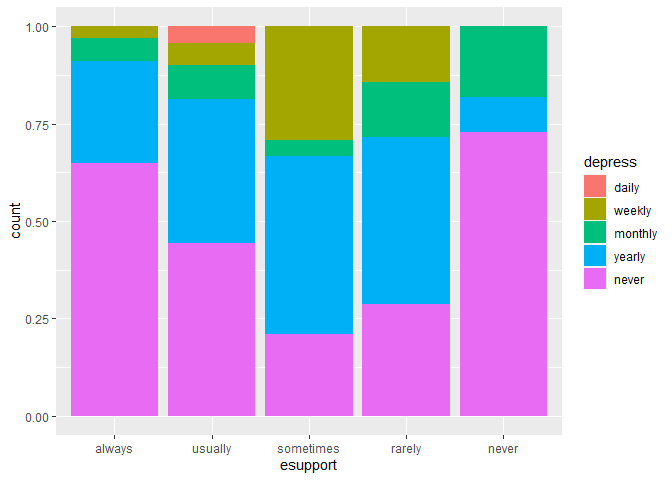 1.00
0.75
0.50
0.25
0.00
count
always usually sometimes rarely never
esupport
depress
daily
weekly
monthly
yearly
never